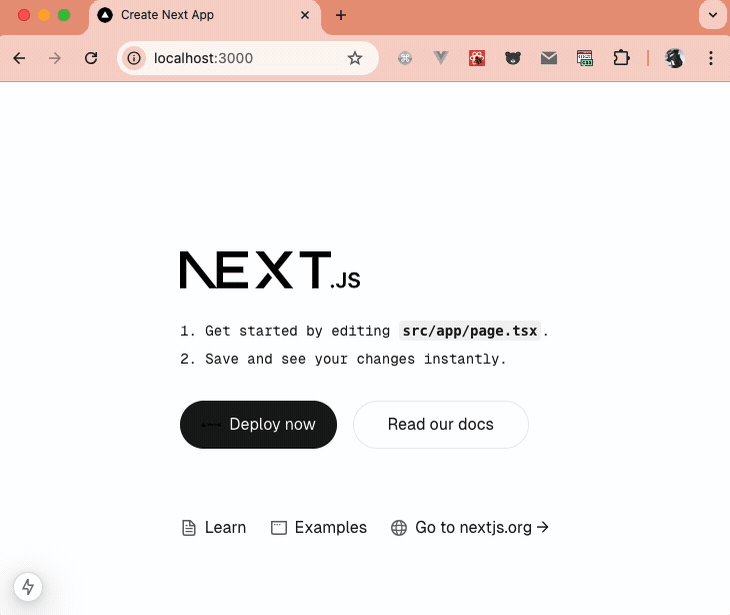 Create Next App
localhost:3000
NEXT.JS
1. Get started by editing src/app/page.tsx.
2. Save and see your changes instantly.
Deploy now
Read our docs
Learn
Examples
Go to nextjs.org →